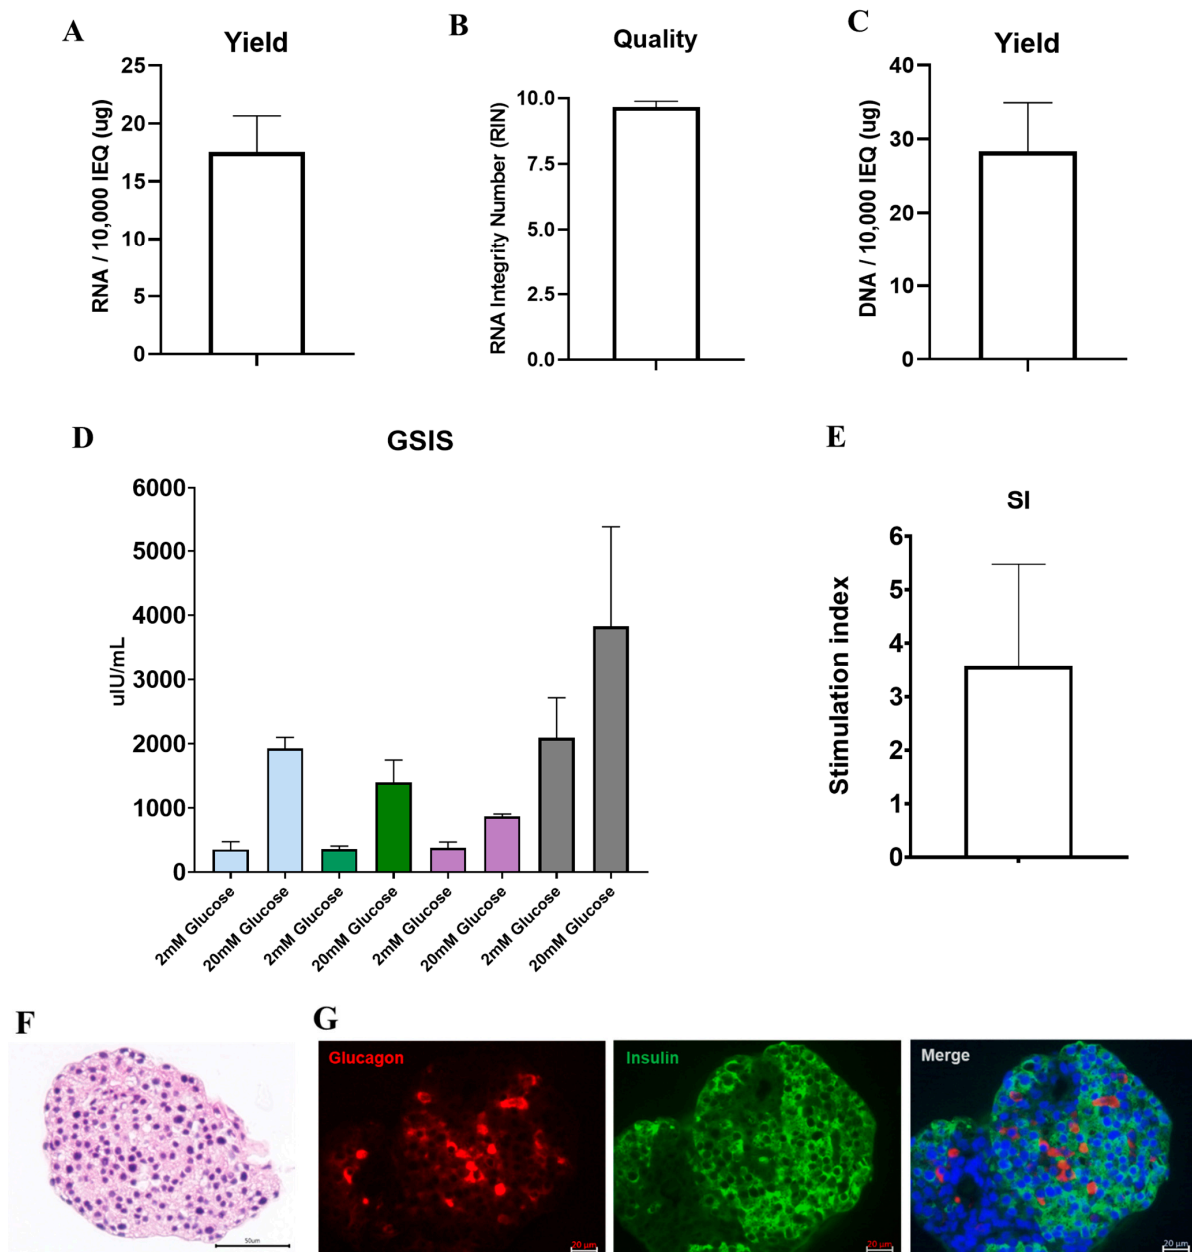 A
Yield
RNA / 10,000 IEQ (ug)
25
20
15
10
5
0
B
Quality
RNA Integrity Number (RIN)
10.0
7.5
5.0
2.5
0.0
C
Yield
DNA / 10,000 IEQ (ug)
40
30
20
10
0
D
GSIS
uIU/mL
6000
5000
4000
3000
2000
1000
0
2mM Glucose
20mM Glucose
2mM Glucose
20mM Glucose
2mM Glucose
20mM Glucose
2mM Glucose
20mM Glucose
E
SI
Stimulation index
6
5
4
3
2
1
0
F
50um
G
Glucagon
20 µm
Insulin
20 µm
Merge
20 µm